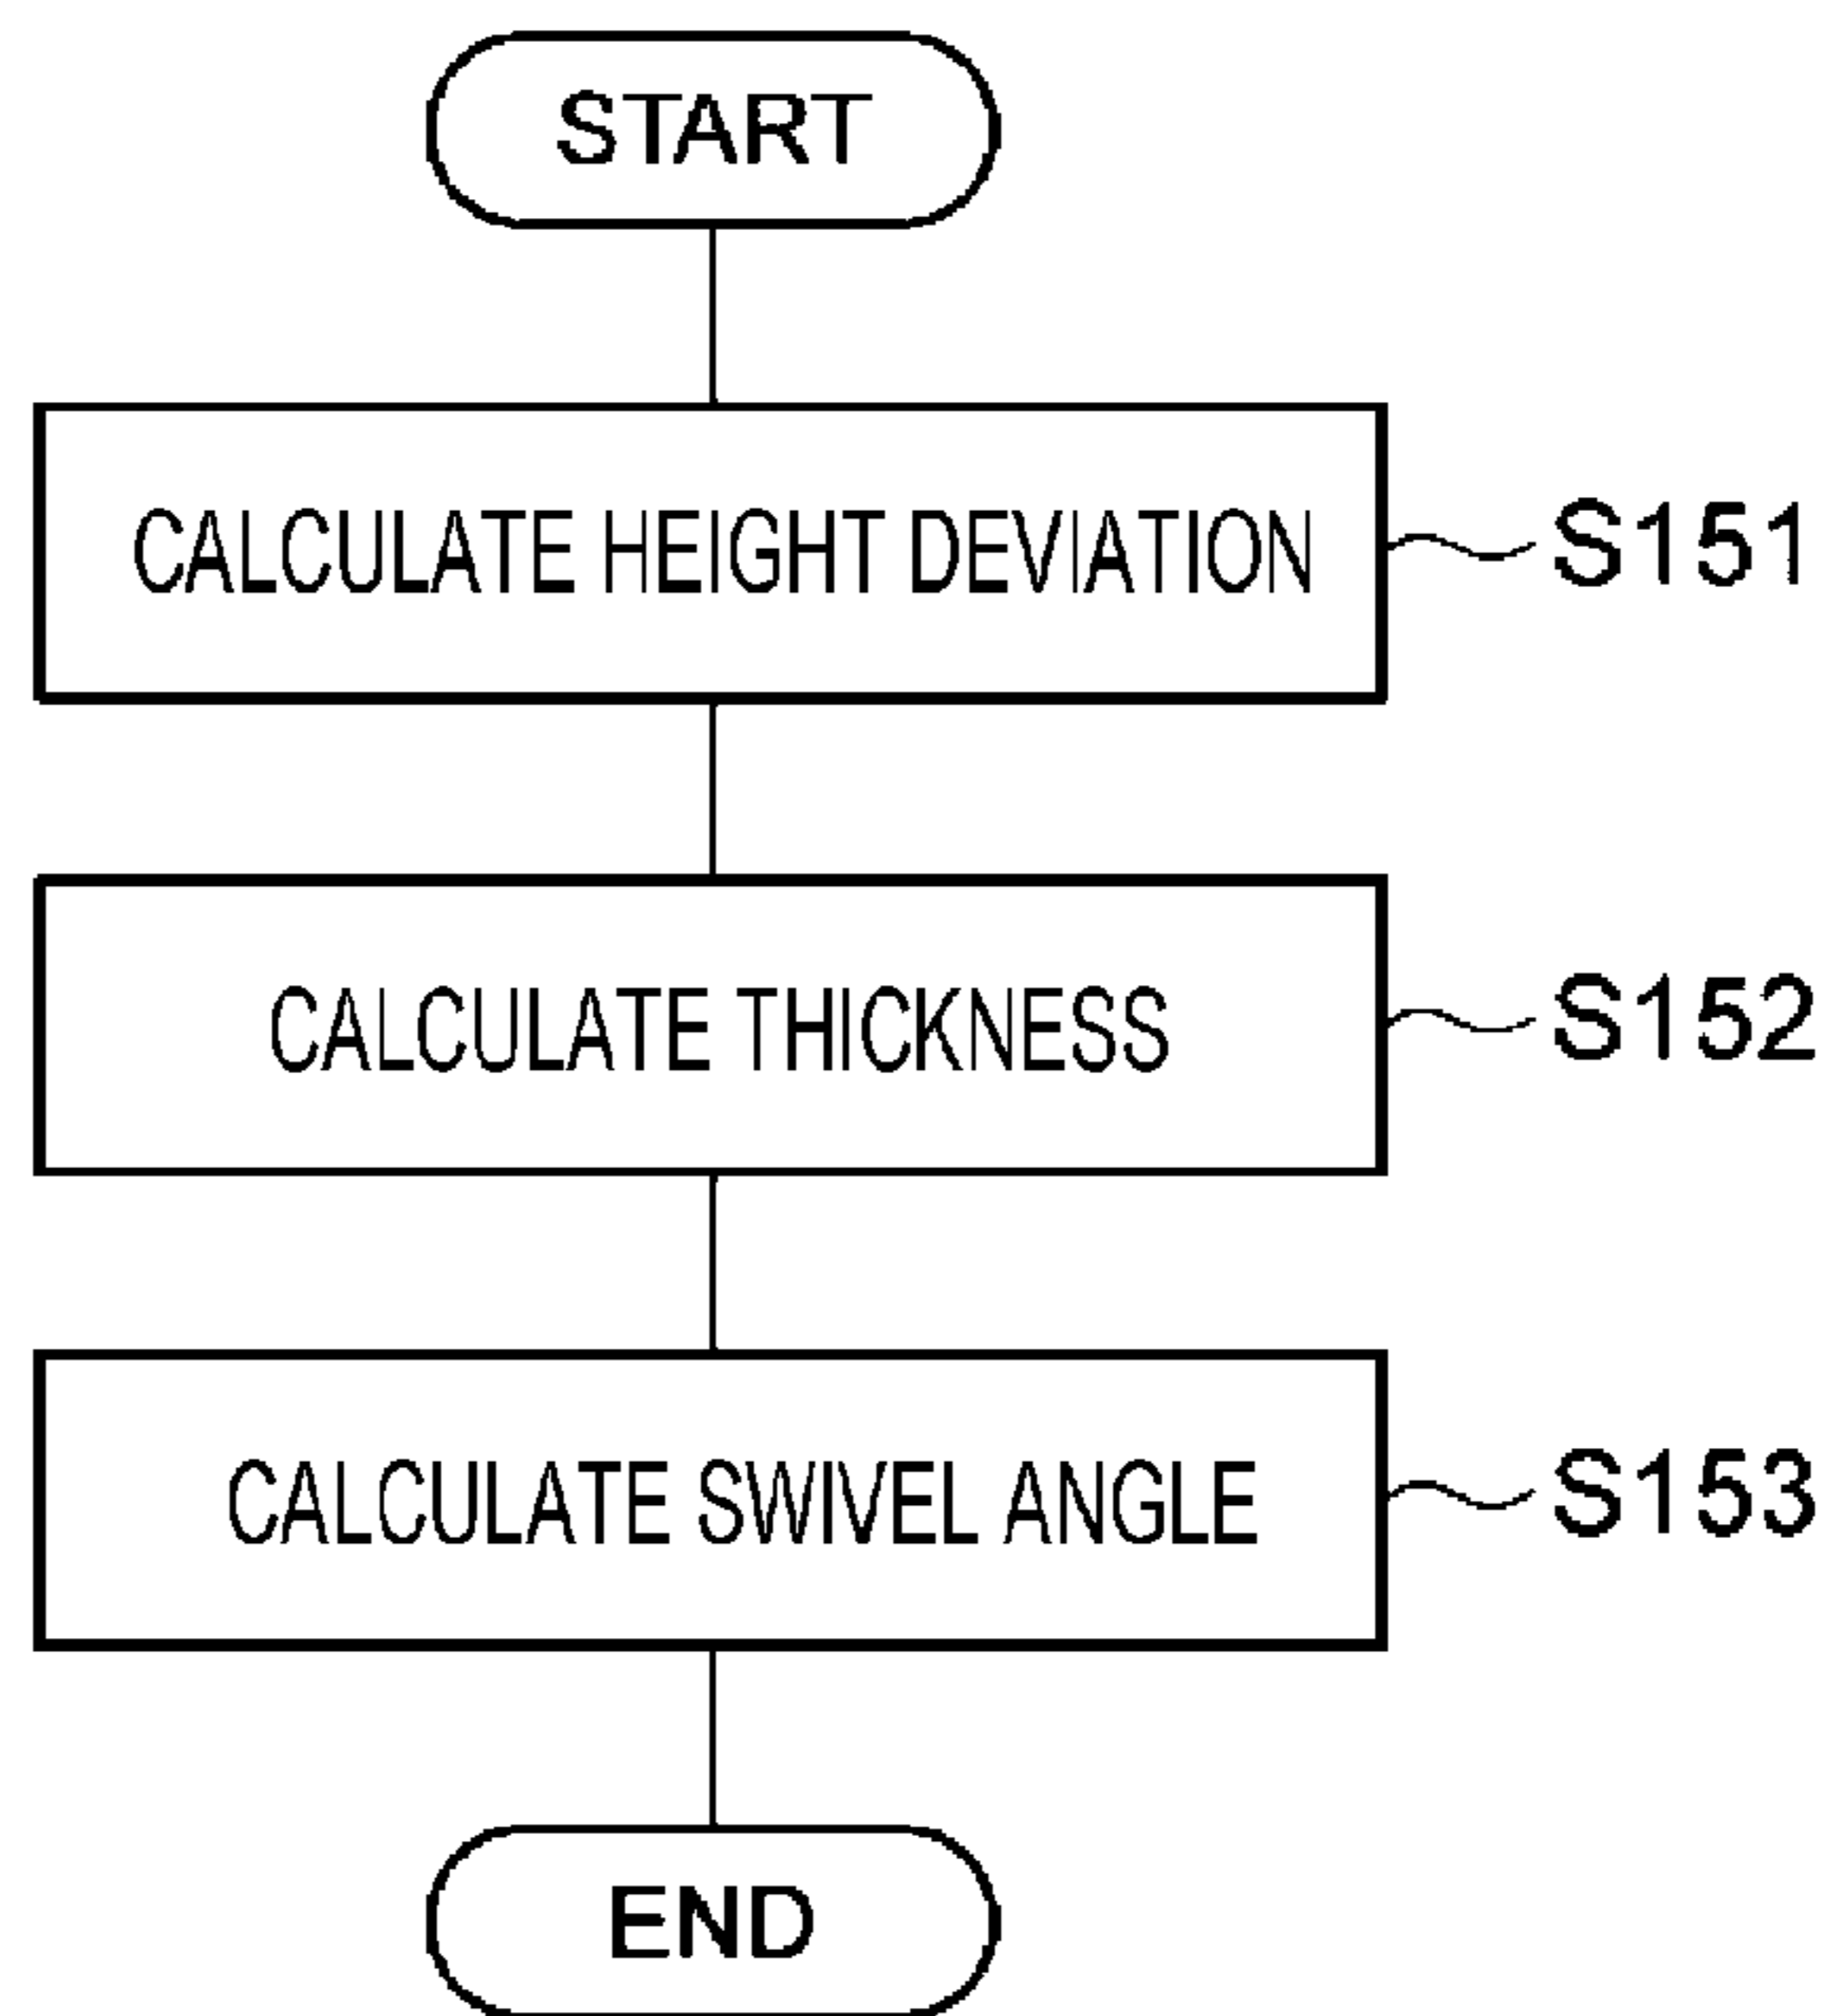 START
CALCULATE HEIGHT DEVIATION
S151
CALCULATE THICKNESS
S152
CALCULATE SWIVEL ANGLE
S153
END